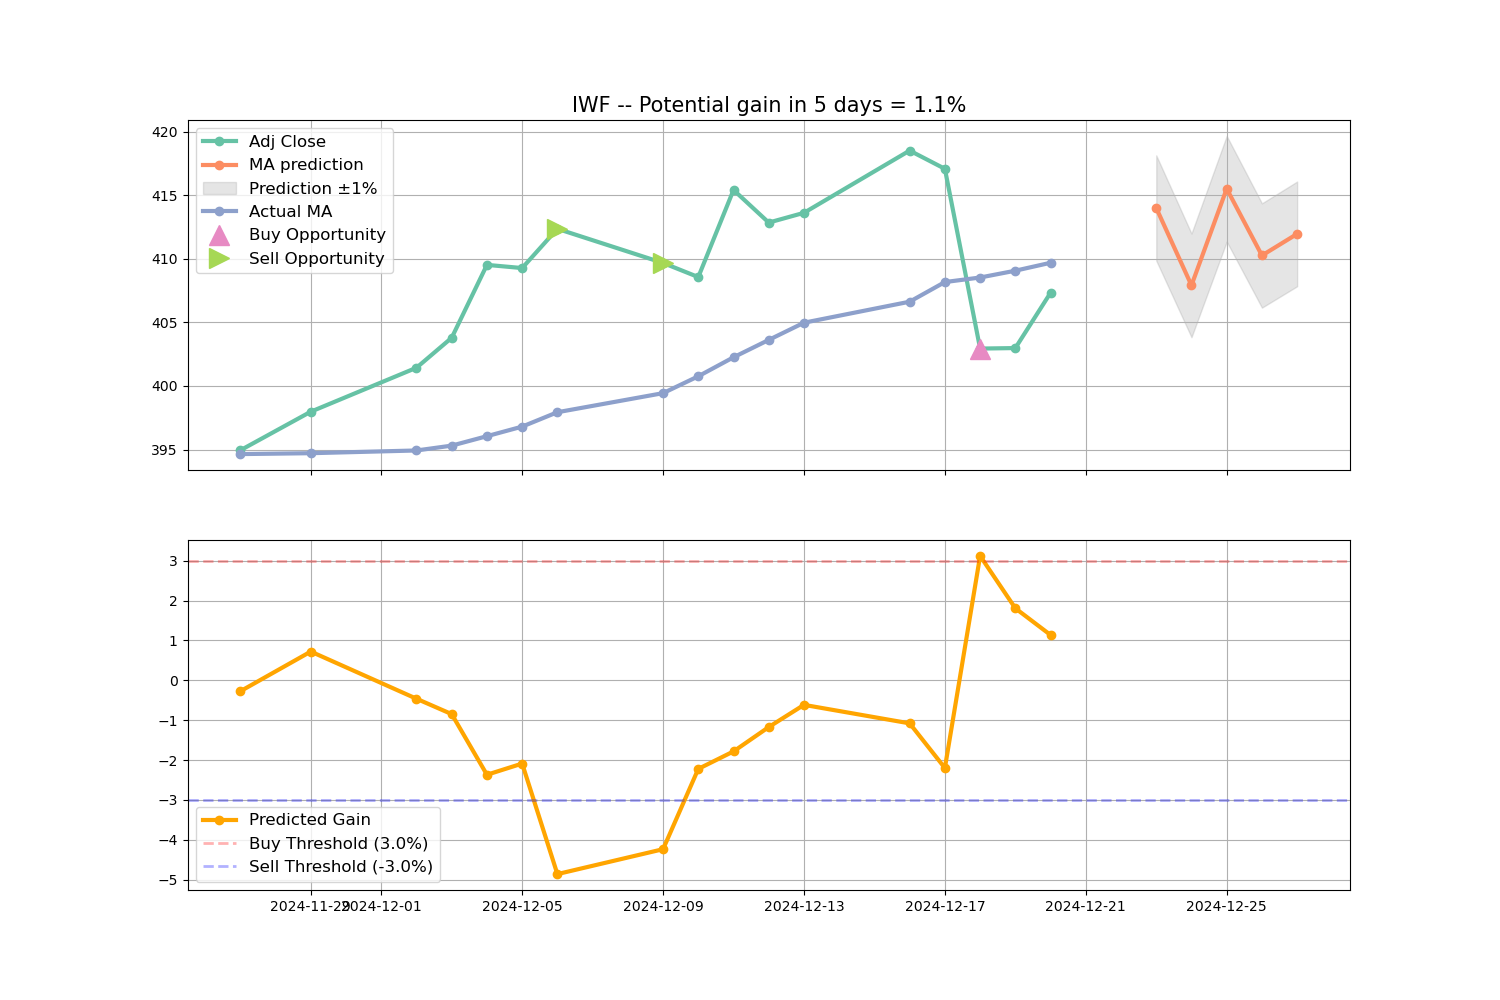 IWF -- Potential gain in 5 days = 1.1%
420
415
410
405
400
395
Adj Close
MA prediction
Prediction ±1%
Actual MA
Buy Opportunity
Sell Opportunity
3
2
1
0
−1
−2
−3
−4
−5
Predicted Gain
Buy Threshold (3.0%)
Sell Threshold (-3.0%)
2024-11-29 2024-12-01 2024-12-05 2024-12-09 2024-12-13 2024-12-17 2024-12-21 2024-12-25